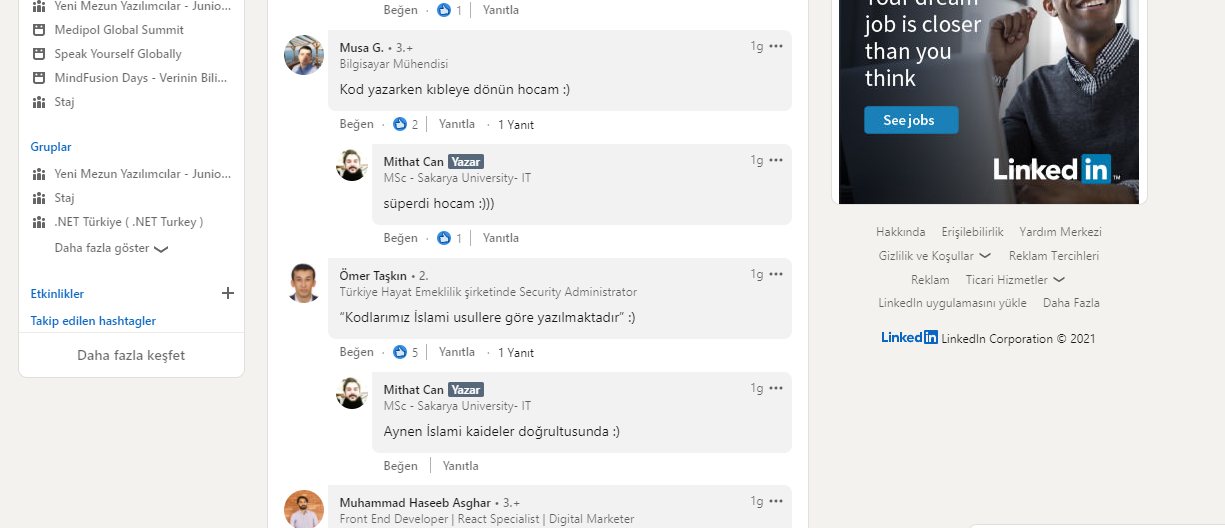 Yeni Mezun Yazılımcılar - Junio...
Medipol Global Summit
Speak Yourself Globally
MindFusion Days - Verinin Bili...
Staj
Gruplar
Yeni Mezun Yazılımcılar - Junio...
Staj
.NET Türkiye ( .NET Turkey )
Daha fazla göster
Etkinlikler
Takip edilen hashtagler
Daha fazla keşfet
Beğen · 1 | Yanıtla
Musa G. • 3.+ 1g
Bilgisayar Mühendisi
Kod yazarken kıbleye dönün hocam :)
Beğen · 2 | Yanıtla · 1 Yanıt
Mithat Can Yazar 1g
MSc - Sakarya University- IT
süperdi hocam :)))
Beğen · 1 | Yanıtla
Ömer Taşkın • 2. 1g
Türkiye Hayat Emeklilik şirketinde Security Administrator
“Kodlarımız İslami usullere göre yazılmaktadır” :)
Beğen · 5 | Yanıtla · 1 Yanıt
Mithat Can Yazar 1g
MSc - Sakarya University- IT
Aynen İslami kaideler doğrultusunda :)
Beğen | Yanıtla
Muhammad Haseeb Asghar • 3.+ 1g
Front End Developer | React Specialist | Digital Marketer
Your dream
job is closer
than you
think
See jobs
LinkedIn™
Hakkında Erişilebilirlik Yardım Merkezi
Gizlilik ve Koşullar Reklam Tercihleri
Reklam Ticari Hizmetler
LinkedIn uygulamasını yükle Daha Fazla
LinkedIn LinkedIn Corporation © 2021